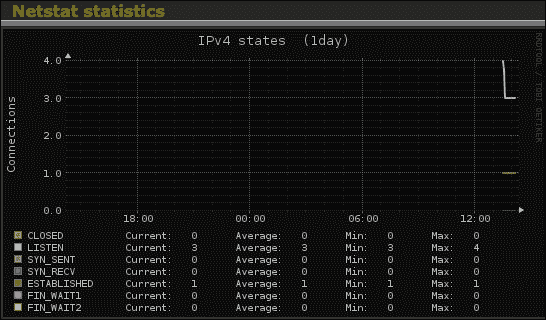 Netstat statistics
IPv4 states (1day)
RRDTOOL / TOBI OETIKER
Connections
4.0
3.0
2.0
1.0
0.0
18:00 00:00 06:00 12:00
CLOSED Current: 0 Average: 0 Min: 0 Max: 0
LISTEN Current: 3 Average: 3 Min: 3 Max: 4
SYN_SENT Current: 0 Average: 0 Min: 0 Max: 0
SYN_RECV Current: 0 Average: 0 Min: 0 Max: 0
ESTABLISHED Current: 1 Average: 1 Min: 1 Max: 1
FIN_WAIT1 Current: 0 Average: 0 Min: 0 Max: 0
FIN_WAIT2 Current: 0 Average: 0 Min: 0 Max: 0